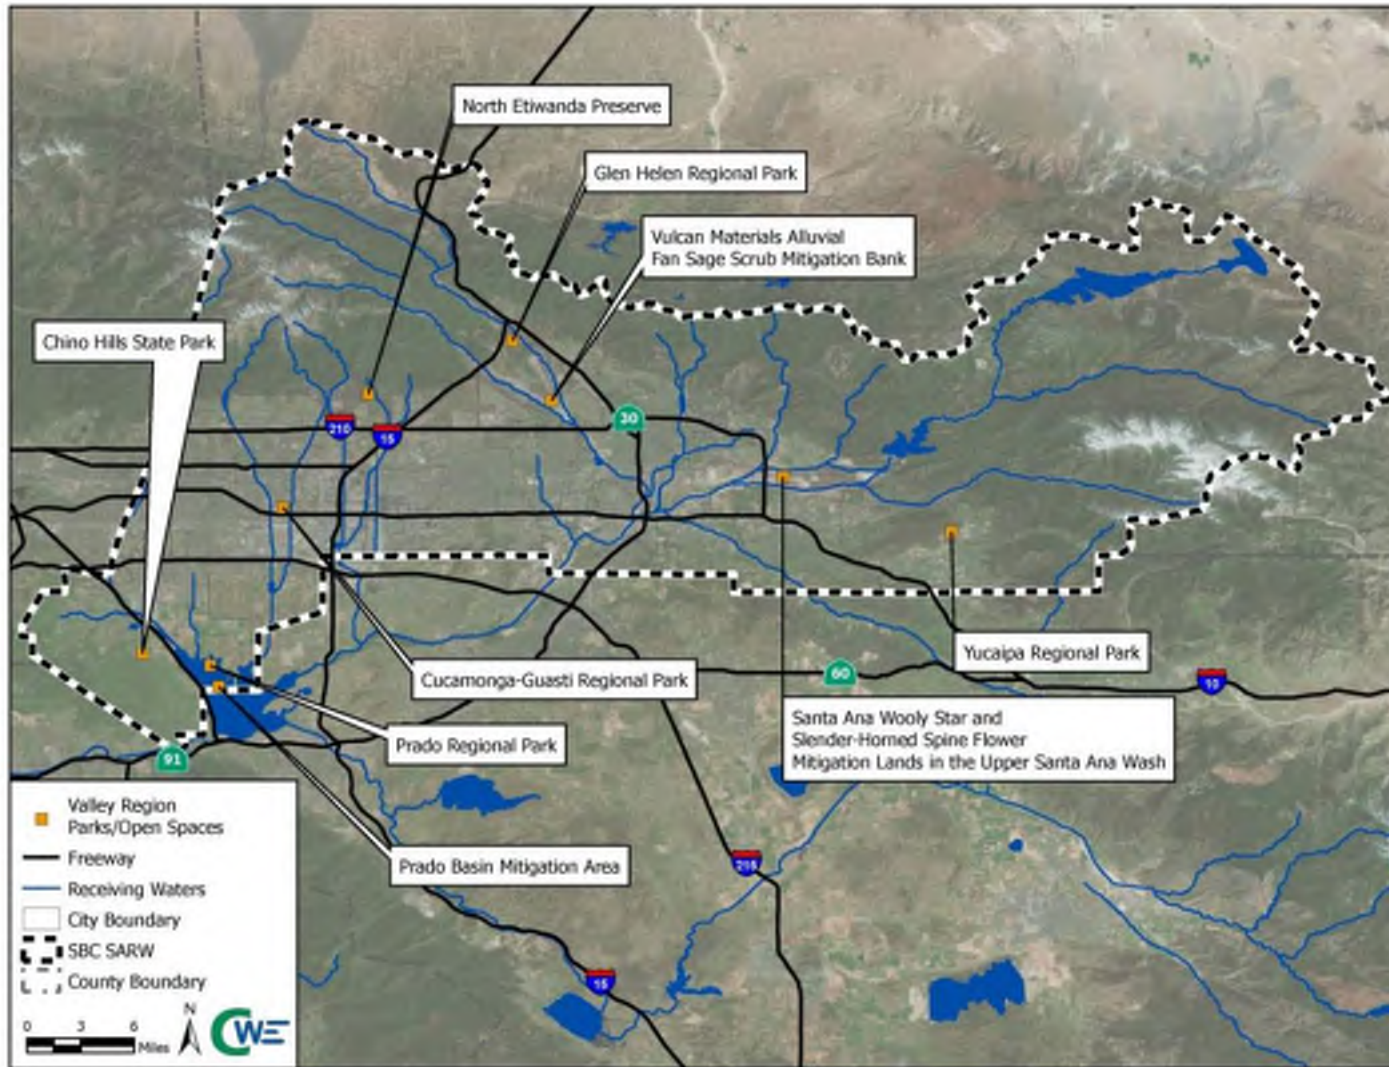 North Etiwanda Preserve
Glen Helen Regional Park
Vulcan Materials Alluvial
Fan Sage Scrub Mitigation Bank
Chino Hills State Park
210
15
30
Yucaipa Regional Park
Cucamonga-Guasti Regional Park
60
10
Santa Ana Wooly Star and
Slender-Horned Spine Flower
Mitigation Lands in the Upper Santa Ana Wash
Prado Regional Park
91
Prado Basin Mitigation Area
215
15
Valley Region
Parks/Open Spaces
Freeway
Receiving Waters
City Boundary
SBC SARW
County Boundary
N
0 3 6
Miles
CWE